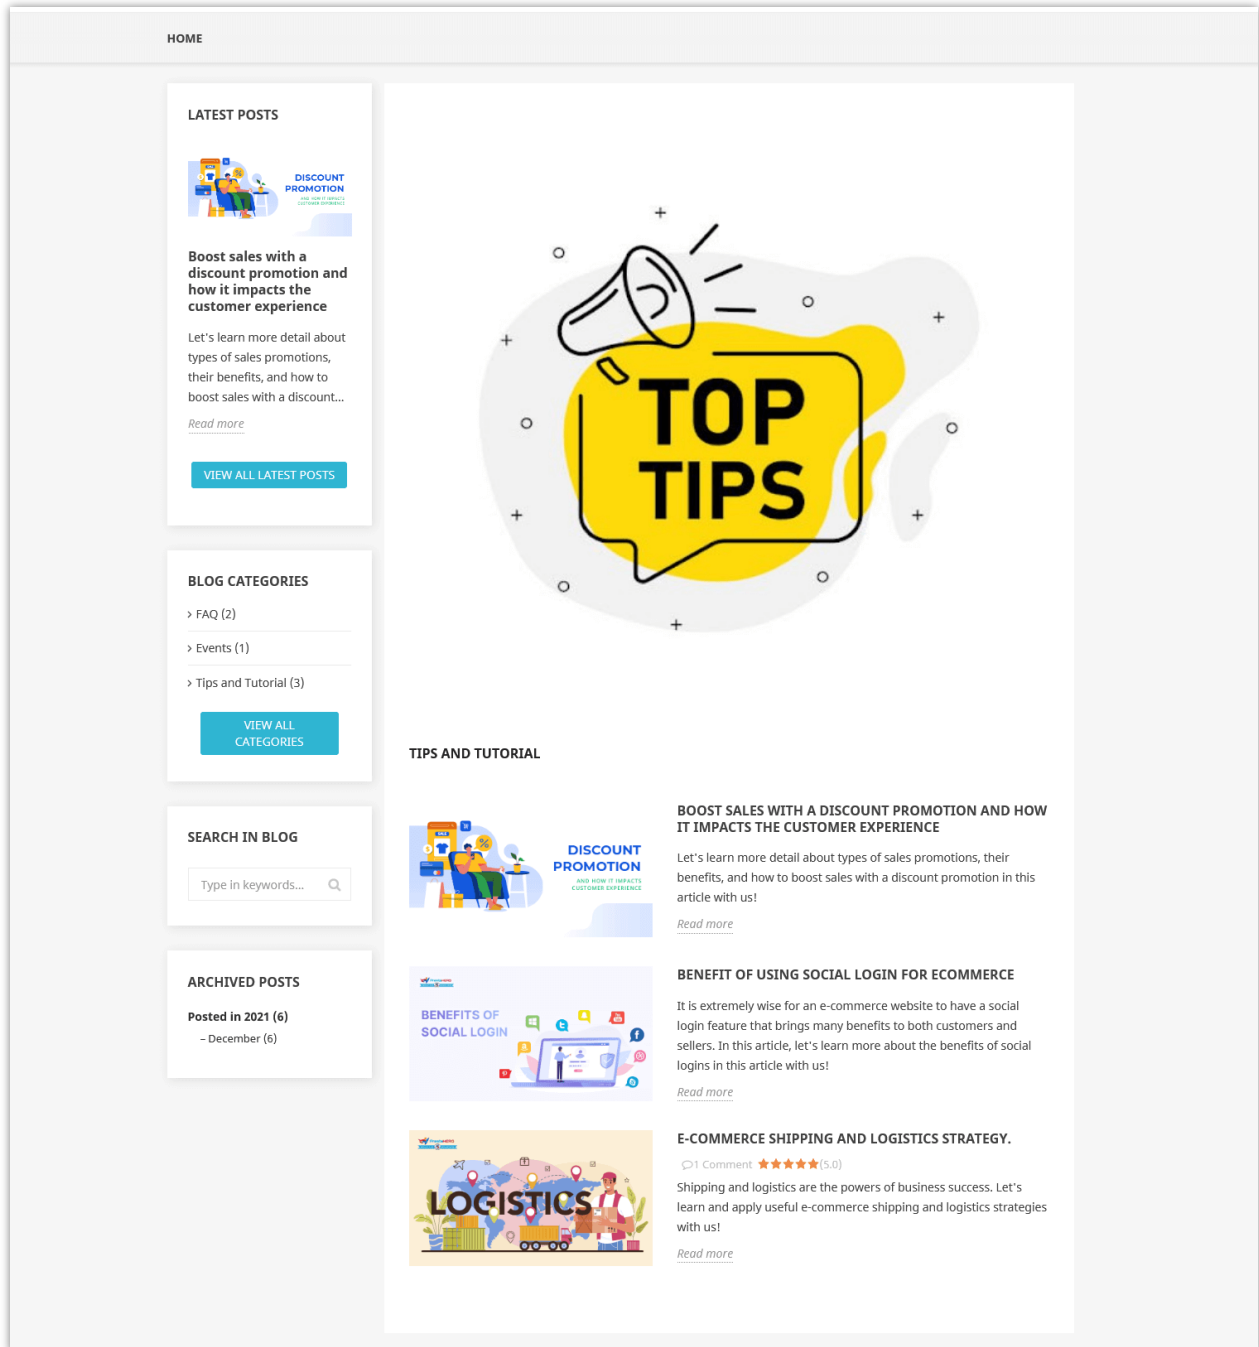 HOME
LATEST POSTS
DISCOUNT
PROMOTION
AND HOW IT IMPACTS
CUSTOMER EXPERIENCE
Boost sales with a
discount promotion and
how it impacts the
customer experience
Let's learn more detail about
types of sales promotions,
their benefits, and how to
boost sales with a discount...
Read more
VIEW ALL LATEST POSTS
BLOG CATEGORIES
FAQ (2)
Events (1)
Tips and Tutorial (3)
VIEW ALL
CATEGORIES
SEARCH IN BLOG
Type in keywords...
ARCHIVED POSTS
Posted in 2021 (6)
– December (6)
TOP
TIPS
TIPS AND TUTORIAL
DISCOUNT
PROMOTION
AND HOW IT IMPACTS
CUSTOMER EXPERIENCE
BOOST SALES WITH A DISCOUNT PROMOTION AND HOW
IT IMPACTS THE CUSTOMER EXPERIENCE
Let's learn more detail about types of sales promotions, their
benefits, and how to boost sales with a discount promotion in this
article with us!
Read more
BENEFITS OF
SOCIAL LOGIN
BENEFIT OF USING SOCIAL LOGIN FOR ECOMMERCE
It is extremely wise for an e-commerce website to have a social
login feature that brings many benefits to both customers and
sellers. In this article, let's learn more about the benefits of social
logins in this article with us!
Read more
LOGISTICS
E-COMMERCE SHIPPING AND LOGISTICS STRATEGY.
1 Comment (5.0)
Shipping and logistics are the powers of business success. Let's
learn and apply useful e-commerce shipping and logistics strategies
with us!
Read more